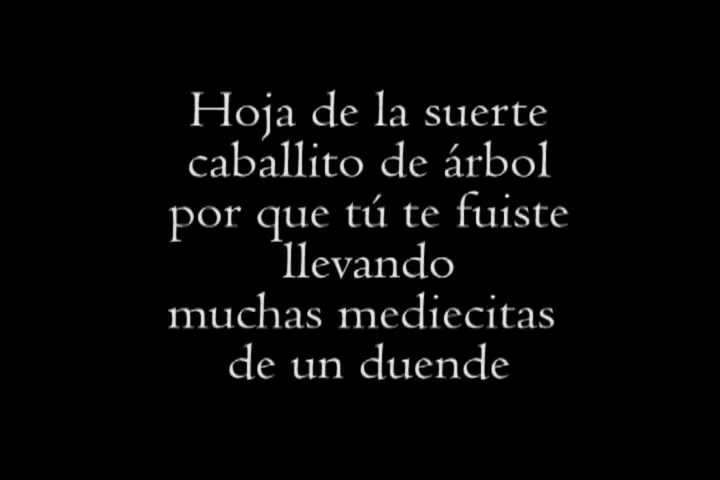 Hoja de la suerte
caballito de árbol
por que tú te fuiste
llevando
muchas mediecitas
de un duende